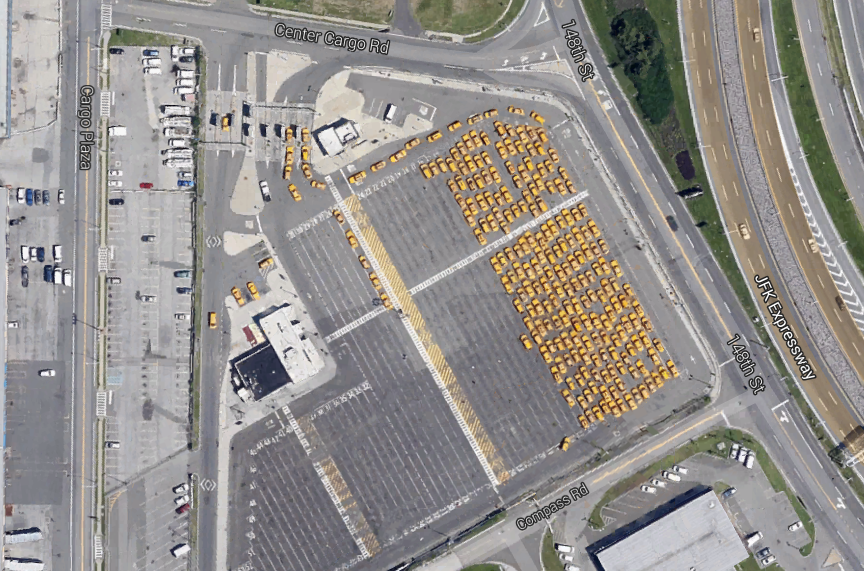 Center Cargo Rd
148th St
Cargo Plaza
JFK Expressway
148th St
Compass Rd